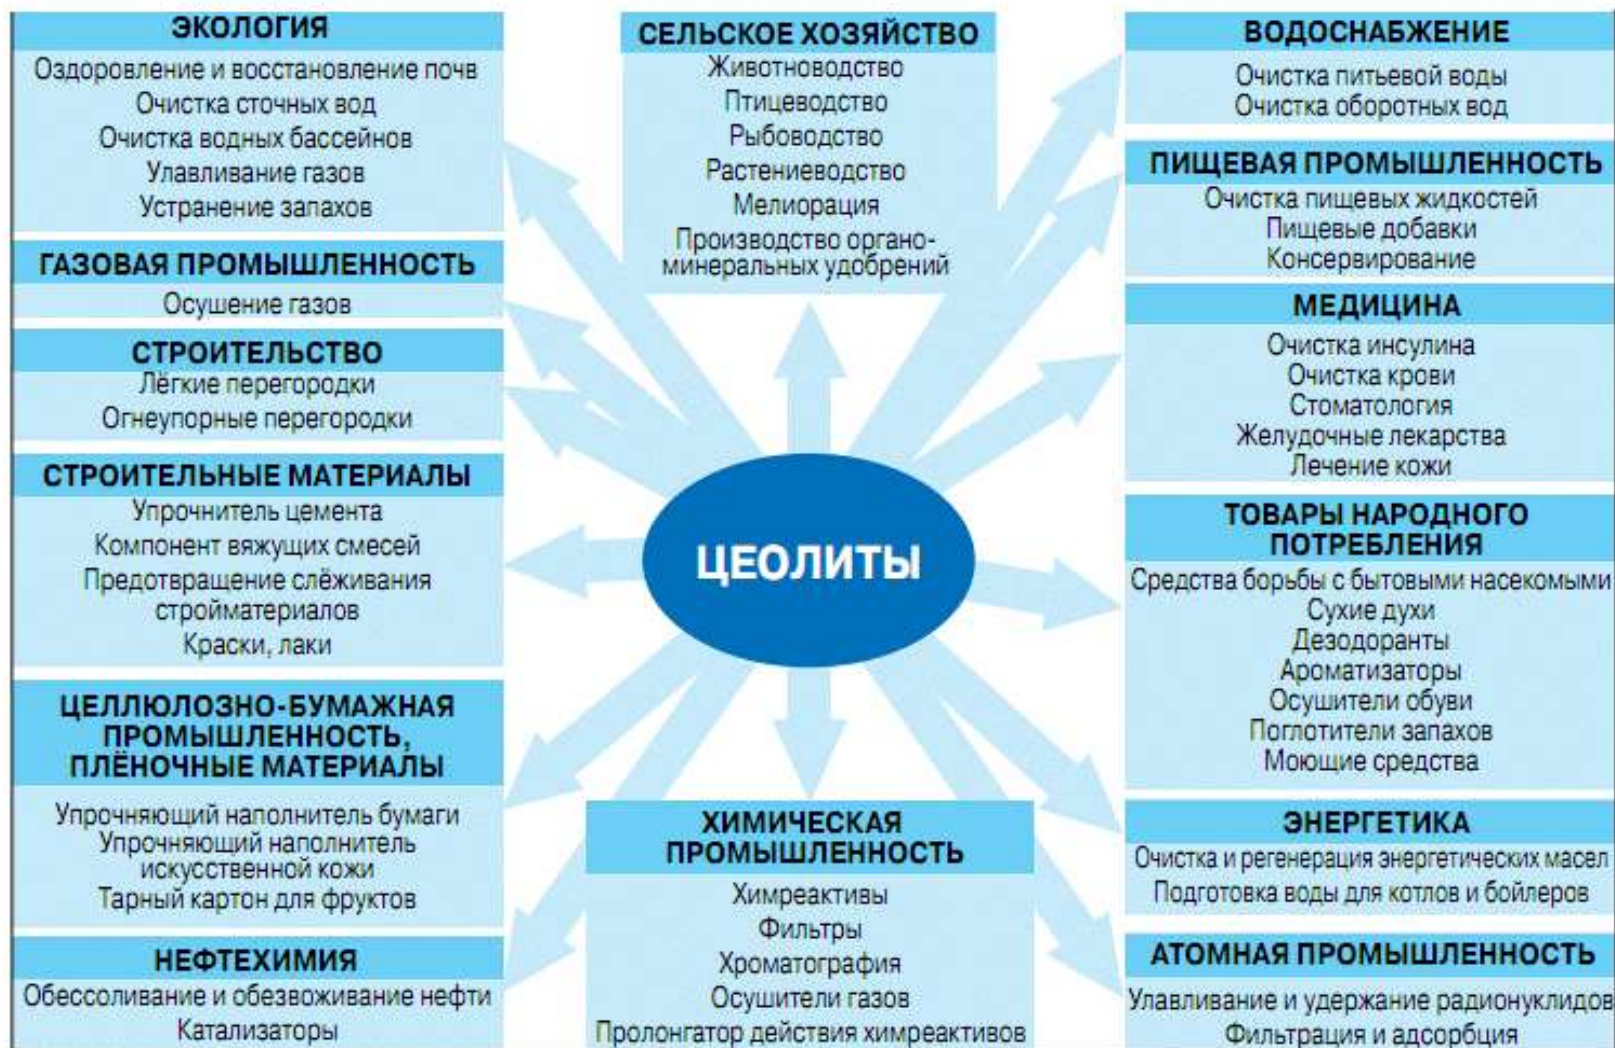 ЭКОЛОГИЯ
Оздоровление и восстановление почв
Очистка сточных вод
Очистка водных бассейнов
Улавливание газов
Устранение запахов
ГАЗОВАЯ ПРОМЫШЛЕННОСТЬ
Осушение газов
СТРОИТЕЛЬСТВО
Лёгкие перегородки
Огнеупорные перегородки
СТРОИТЕЛЬНЫЕ МАТЕРИАЛЫ
Упрочнитель цемента
Компонент вяжущих смесей
Предотвращение слёживания
стройматериалов
Краски, лаки
ЦЕЛЛЮЛОЗНО-БУМАЖНАЯ
ПРОМЫШЛЕННОСТЬ,
ПЛЁНОЧНЫЕ МАТЕРИАЛЫ
Упрочняющий наполнитель бумаги
Упрочняющий наполнитель
искусственной кожи
Тарный картон для фруктов
НЕФТЕХИМИЯ
Обессоливание и обезвоживание нефти
Катализаторы
СЕЛЬСКОЕ ХОЗЯЙСТВО
Животноводство
Птицеводство
Рыбоводство
Растениеводство
Мелиорация
Производство органо-
минеральных удобрений
ЦЕОЛИТЫ
ХИМИЧЕСКАЯ
ПРОМЫШЛЕННОСТЬ
Химреактивы
Фильтры
Хроматография
Осушители газов
Пролонгатор действия химреактивов
ВОДОСНАБЖЕНИЕ
Очистка питьевой воды
Очистка оборотных вод
ПИЩЕВАЯ ПРОМЫШЛЕННОСТЬ
Очистка пищевых жидкостей
Пищевые добавки
Консервирование
МЕДИЦИНА
Очистка инсулина
Очистка крови
Стоматология
Желудочные лекарства
Лечение кожи
ТОВАРЫ НАРОДНОГО
ПОТРЕБЛЕНИЯ
Средства борьбы с бытовыми насекомыми
Сухие духи
Дезодоранты
Ароматизаторы
Осушители обуви
Поглотители запахов
Моющие средства
ЭНЕРГЕТИКА
Очистка и регенерация энергетических масел
Подготовка воды для котлов и бойлеров
АТОМНАЯ ПРОМЫШЛЕННОСТЬ
Улавливание и удержание радионуклидов
Фильтрация и адсорбция